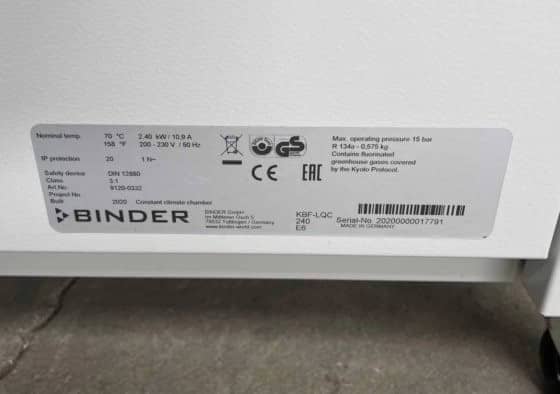 Nominal temp. 70 °C 2.40 kW / 10,9 A
158 °F 200 - 230 V / 50 Hz
IP protection 20 1 N~
Safety device DIN 12880
Class. 3.1
Art.No. 9120-0332
Project No.
Built 2020 Constant climate chamber
GS
CE EAC
Max. operating pressure 15 bar
R 134a - 0,575 kg
Contains fluorinated
greenhouse gases covered
by the Kyoto Protocol.
BINDER
BINDER GmbH
Im Mittleren Ösch 5
78532 Tuttlingen / Germany
www.binder-world.com
KBF-LQC
240
E6
Serial-No. 20200000017791
MADE IN GERMANY